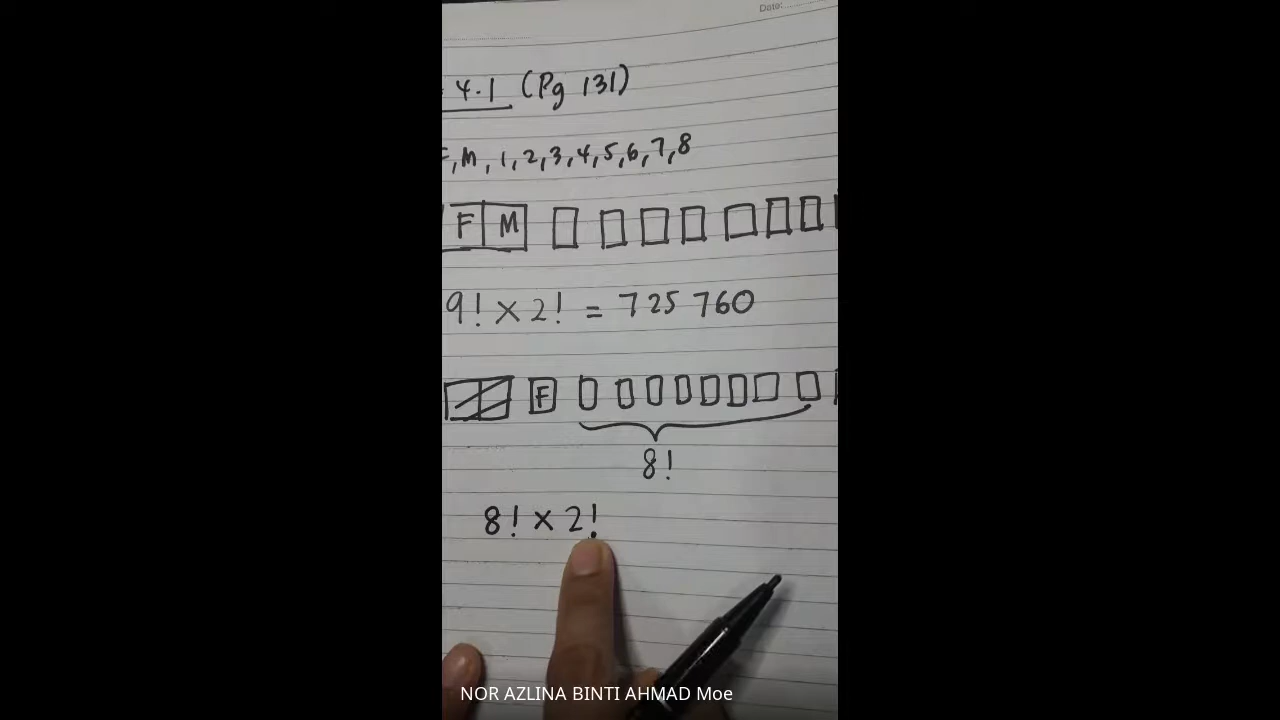 Date:
4.1 (Pg 131)
F, M, 1, 2, 3, 4, 5, 6, 7, 8
F M
9! × 2! = 725 760
F
8!
8! × 2!
NOR AZLINA BINTI AHMAD Moe